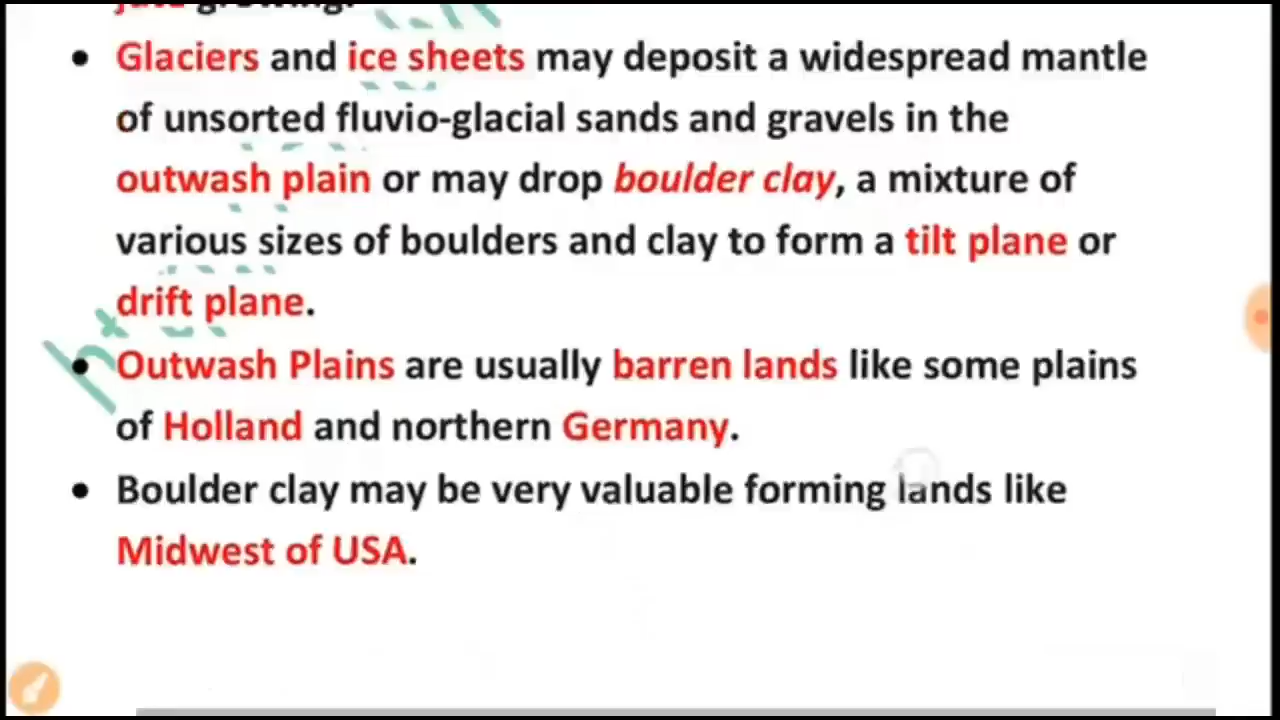 jute growing.
• Glaciers and ice sheets may deposit a widespread mantle
of unsorted fluvio-glacial sands and gravels in the
outwash plain or may drop boulder clay, a mixture of
various sizes of boulders and clay to form a tilt plane or
drift plane.
• Outwash Plains are usually barren lands like some plains
of Holland and northern Germany.
• Boulder clay may be very valuable forming lands like
Midwest of USA.